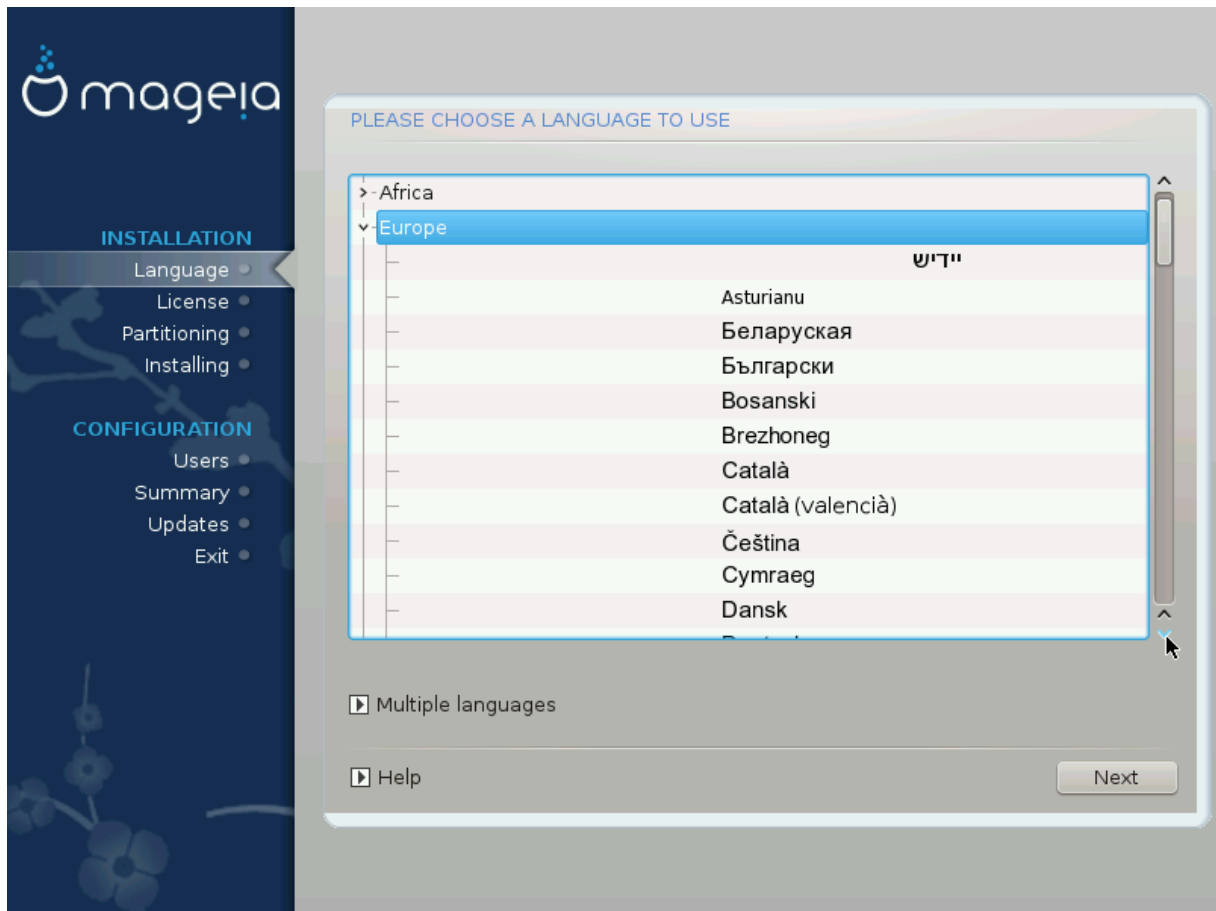 mageia
INSTALLATION
Language
License
Partitioning
Installing
CONFIGURATION
Users
Summary
Updates
Exit
PLEASE CHOOSE A LANGUAGE TO USE
Africa
Europe
ייִדיש
Asturianu
Беларуская
Български
Bosanski
Brezhoneg
Català
Català (valencià)
Čeština
Cymraeg
Dansk
Multiple languages
Help
Next